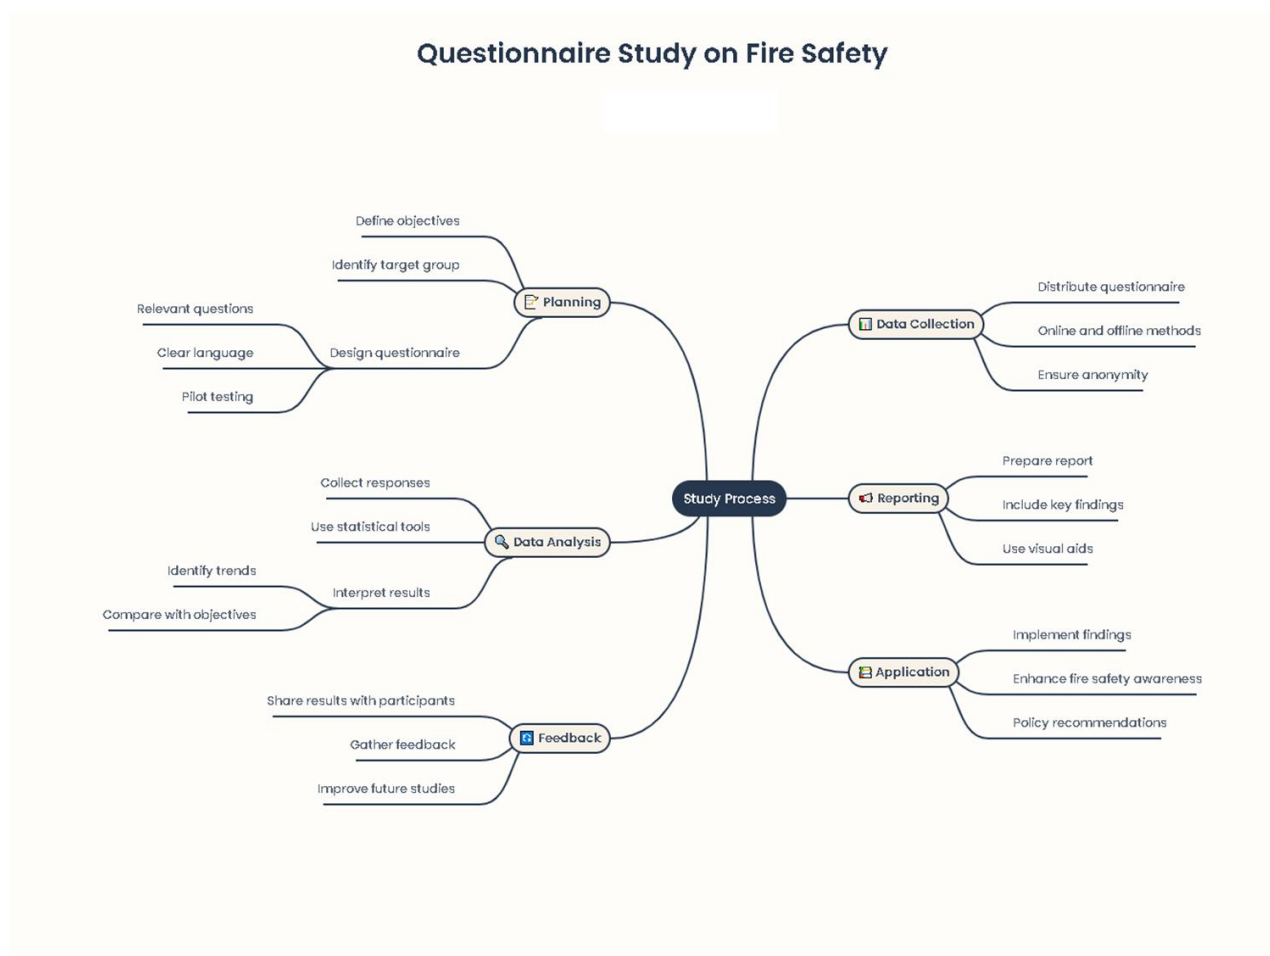 Questionnaire Study on Fire Safety
Study Process
Planning
Define objectives
Identify target group
Design questionnaire
Relevant questions
Clear language
Pilot testing
Data Collection
Distribute questionnaire
Online and offline methods
Ensure anonymity
Data Analysis
Collect responses
Use statistical tools
Interpret results
Identify trends
Compare with objectives
Reporting
Prepare report
Include key findings
Use visual aids
Feedback
Share results with participants
Gather feedback
Improve future studies
Application
Implement findings
Enhance fire safety awareness
Policy recommendations